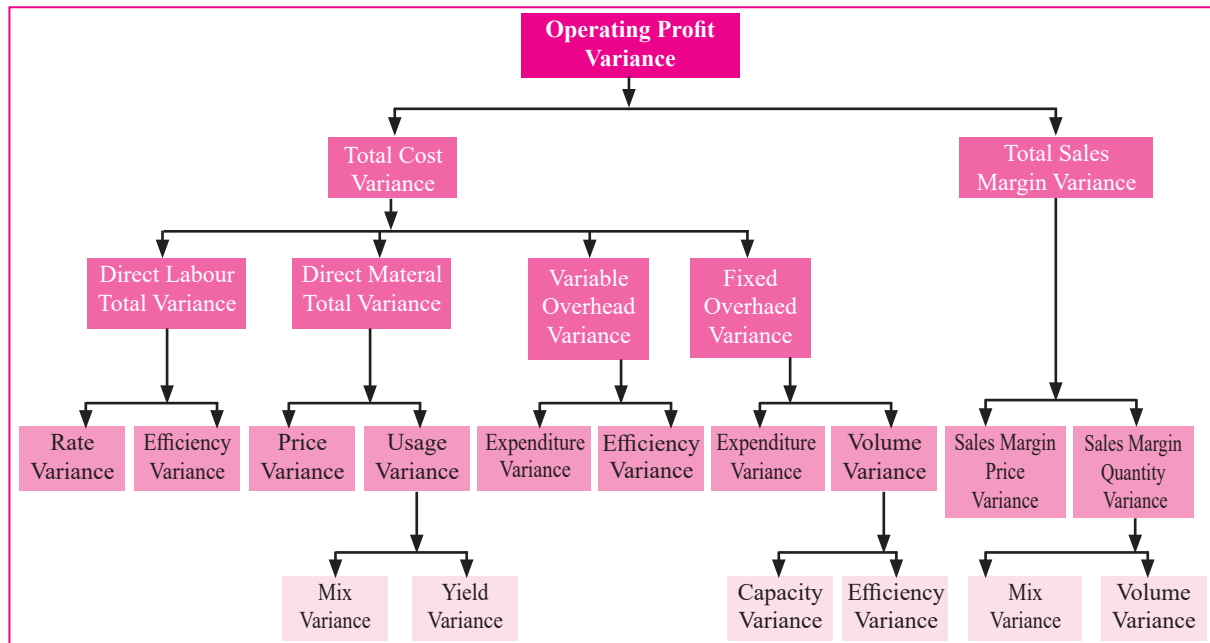 Operating Profit
Variance
Total Cost
Variance
Total Sales
Margin Variance
Direct Labour
Total Variance
Direct Materal
Total Variance
Variable
Overhead
Variance
Fixed
Overhaed
Variance
Rate
Variance
Efficiency
Variance
Price
Variance
Usage
Variance
Expenditure
Variance
Efficiency
Variance
Expenditure
Variance
Volume
Variance
Sales Margin
Price
Variance
Sales Margin
Quantity
Variance
Mix
Variance
Yield
Variance
Capacity
Variance
Efficiency
Variance
Mix
Variance
Volume
Variance